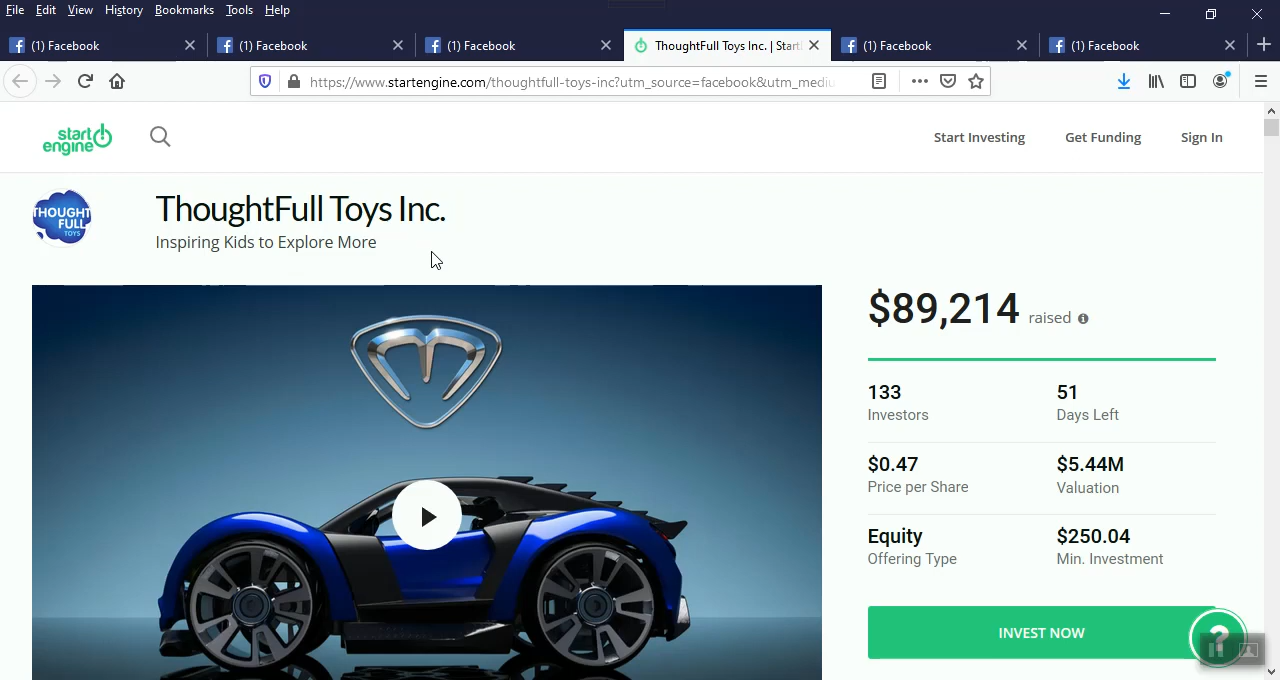 File Edit View History Bookmarks Tools Help
(1) Facebook (1) Facebook (1) Facebook ThoughtFull Toys Inc. | Start (1) Facebook (1) Facebook
https://www.startengine.com/thoughtfull-toys-inc?utm_source=facebook&utm_mediu
start engine
Start Investing Get Funding Sign In
THOUGHT FULL TOYS
ThoughtFull Toys Inc.
Inspiring Kids to Explore More
$89,214 raised
133 51
Investors Days Left
$0.47 $5.44M
Price per Share Valuation
Equity $250.04
Offering Type Min. Investment
INVEST NOW
?